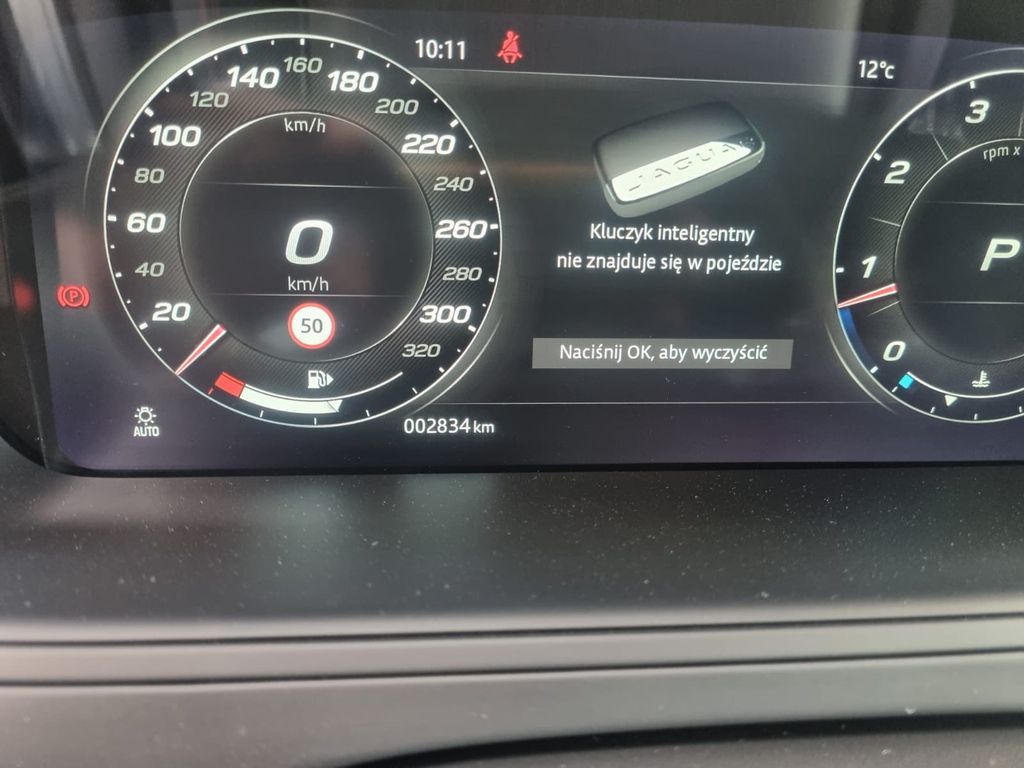 10:11
12°c
140
160
180
120
200
100
km/h
220
80
240
60
0
260
40
km/h
280
20
50
300
320
AUTO
002834 km
JAGUAR
Kluczyk inteligentny
nie znajduje się w pojeździe
Naciśnij OK, aby wyczyścić
3
rpm x
2
P
1
0
P